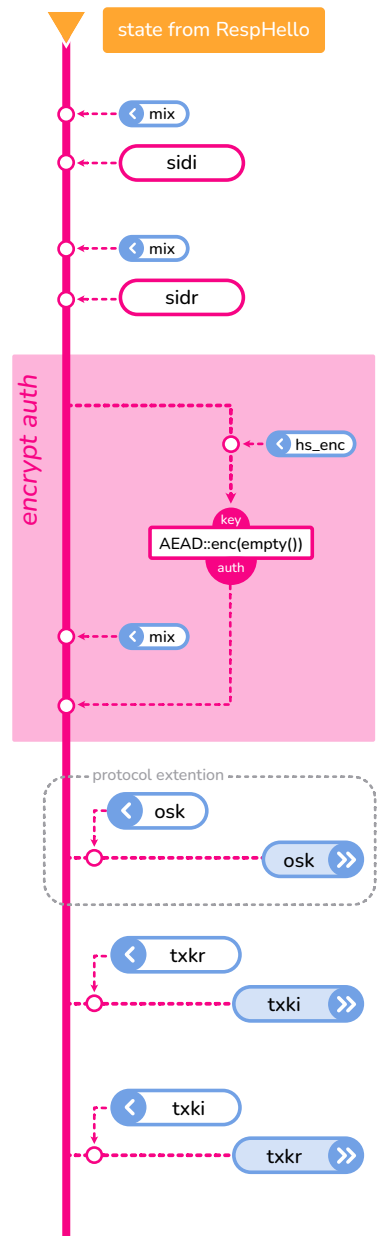 state from RespHello
mix
sidi
mix
sidr
encrypt auth
hs_enc
key
AEAD::enc(empty())
auth
mix
protocol extention
osk
osk
txkr
txki
txki
txkr